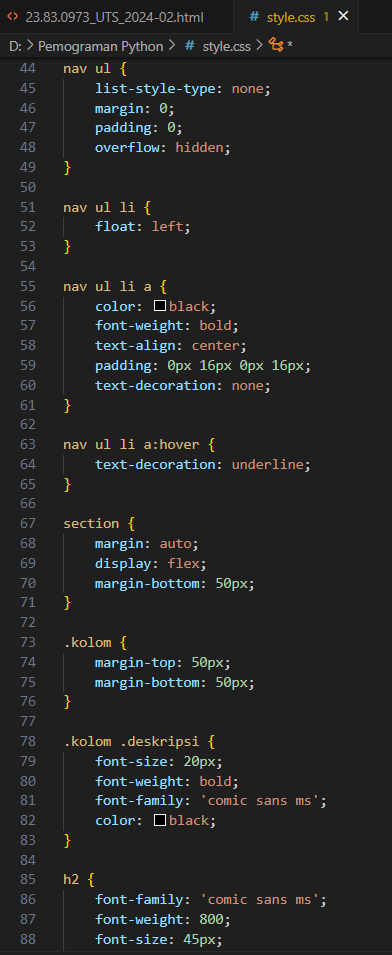 23.83.0973_UTS_2024-02.html
style.css 1
D: > Pemograman Python > # style.css > *
44 nav ul {
45 list-style-type: none;
46 margin: 0;
47 padding: 0;
48 overflow: hidden;
49 }
50
51 nav ul li {
52 float: left;
53 }
54
55 nav ul li a {
56 color: black;
57 font-weight: bold;
58 text-align: center;
59 padding: 0px 16px 0px 16px;
60 text-decoration: none;
61 }
62
63 nav ul li a:hover {
64 text-decoration: underline;
65 }
66
67 section {
68 margin: auto;
69 display: flex;
70 margin-bottom: 50px;
71 }
72
73 .kolom {
74 margin-top: 50px;
75 margin-bottom: 50px;
76 }
77
78 .kolom .deskripsi {
79 font-size: 20px;
80 font-weight: bold;
81 font-family: 'comic sans ms';
82 color: black;
83 }
84
85 h2 {
86 font-family: 'comic sans ms';
87 font-weight: 800;
88 font-size: 45px;